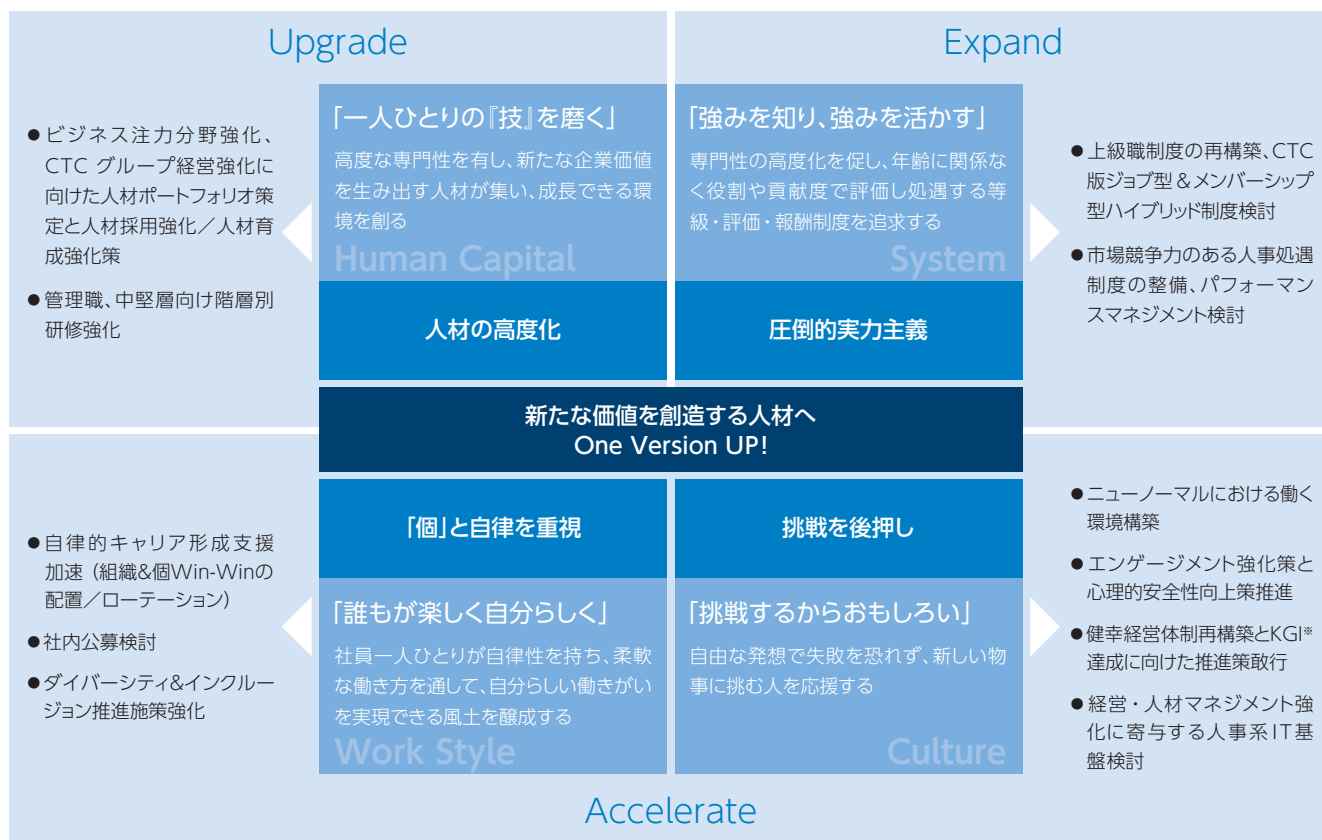 Upgrade
●ビジネス注力分野強化、
CTC グループ経営強化に
向けた人材ポートフォリオ策
定と人材採用強化／人材育
成強化策
●管理職、中堅層向け階層別
研修強化
「一人ひとりの『技』を磨く」
高度な専門性を有し、新たな企業価値
を生み出す人材が集い、成長できる環
境を創る
Human Capital
人材の高度化
Expand
「強みを知り、強みを活かす」
専門性の高度化を促し、年齢に関係な
く役割や貢献度で評価し処遇する等
級・評価・報酬制度を追求する
System
圧倒的実力主義
●上級職制度の再構築、CTC
版ジョブ型＆メンバーシップ
型ハイブリッド制度検討
●市場競争力のある人事処遇
制度の整備、パフォーマン
スマネジメント検討
新たな価値を創造する人材へ
One Version UP!
●自律的キャリア形成支援
加速（組織&個Win-Winの
配置／ローテーション）
●社内公募検討
●ダイバーシティ&インクルー
ジョン推進施策強化
「個」と自律を重視
「誰もが楽しく自分らしく」
社員一人ひとりが自律性を持ち、柔軟
な働き方を通して、自分らしい働きがい
を実現できる風土を醸成する
Work Style
挑戦を後押し
「挑戦するからおもしろい」
自由な発想で失敗を恐れず、新しい物
事に挑む人を応援する
Culture
●ニューノーマルにおける働く
環境構築
●エンゲージメント強化策と
心理的安全性向上策推進
●健幸経営体制再構築とKGI※
達成に向けた推進策敢行
●経営・人材マネジメント強
化に寄与する人事系IT基
盤検討
Accelerate